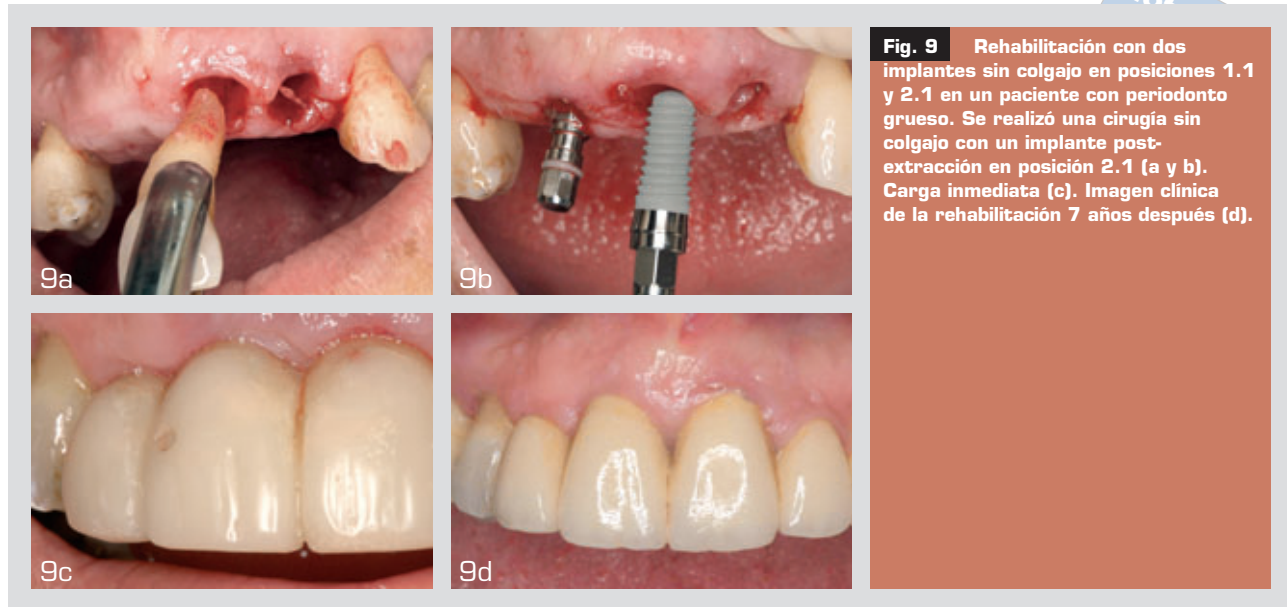 9a
9b
Fig. 9 Rehabilitación con dos
implantes sin colgajo en posiciones 1.1
y 2.1 en un paciente con periodonto
grueso. Se realizó una cirugía sin
colgajo con un implante post-
extracción en posición 2.1 (a y b).
Carga inmediata (c). Imagen clínica
de la rehabilitación 7 años después (d).
9c
9d